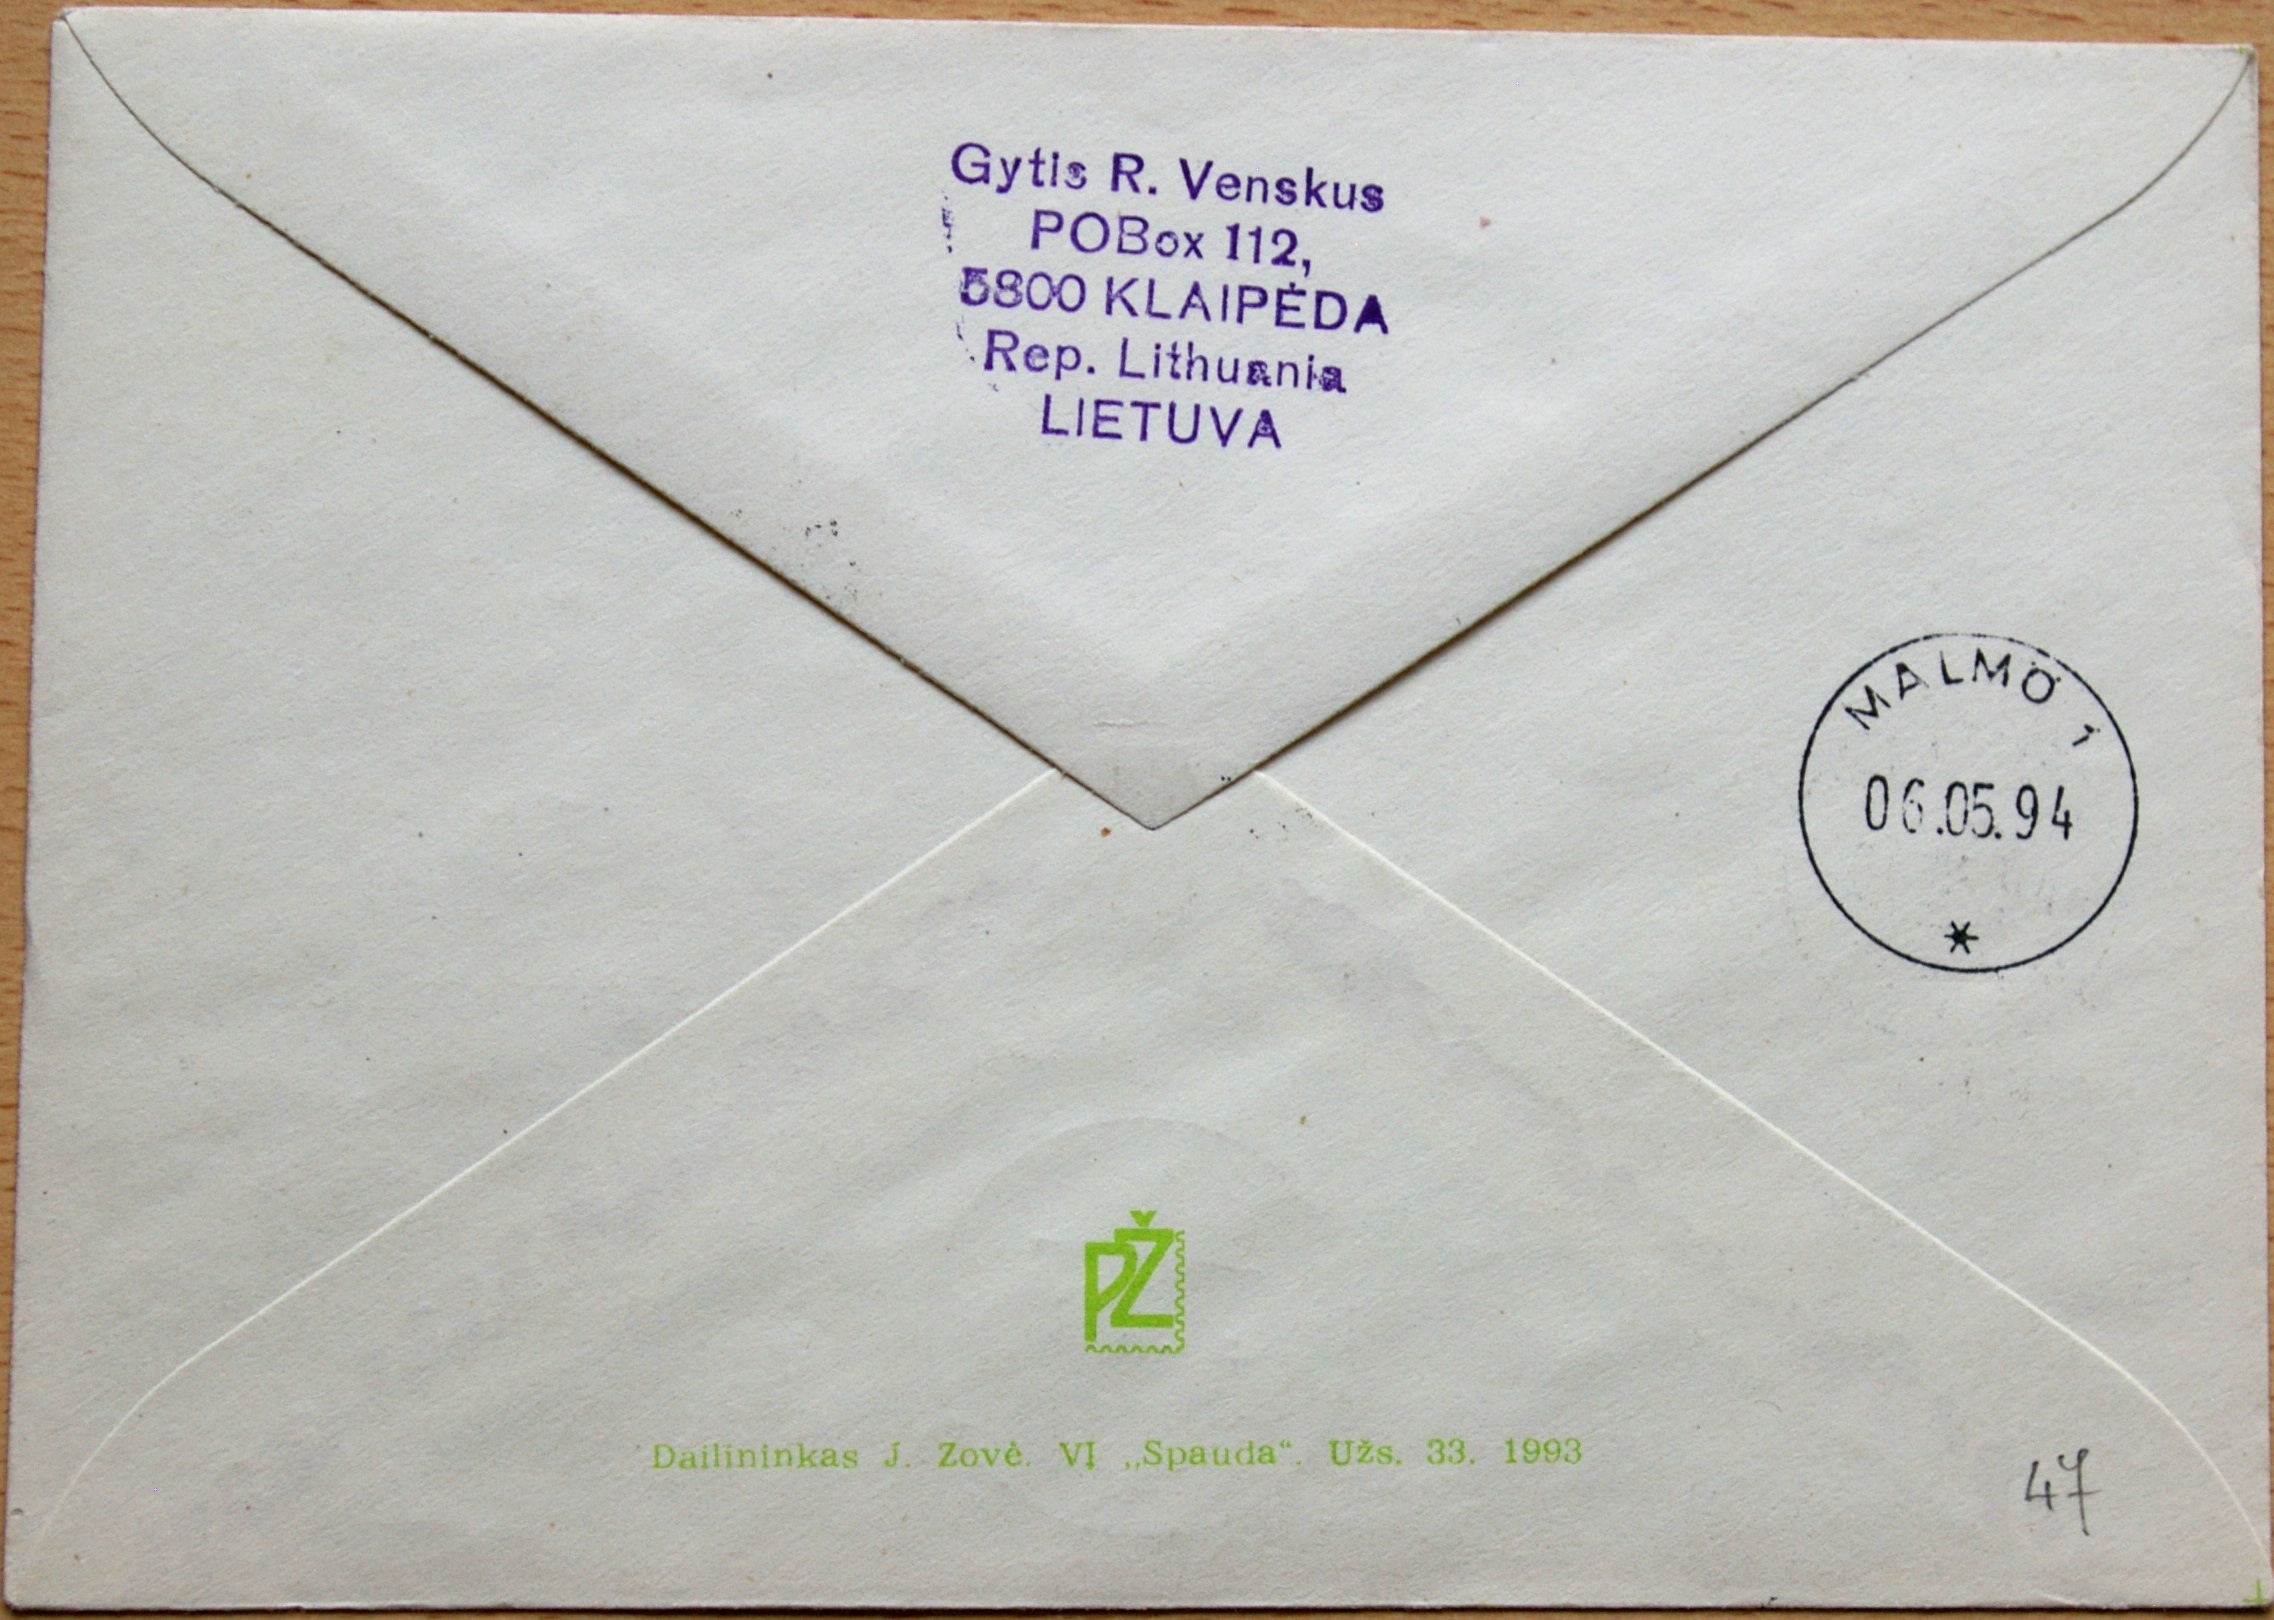 Gytis R. Venskus
POBox 112,
5800 KLAIPĖDA
Rep. Lithuania
LIETUVA
MALMÖ 1
06.05.94
PŽ
Dailininkas J. Zovė. VĮ „Spauda“. Užs. 33. 1993
47